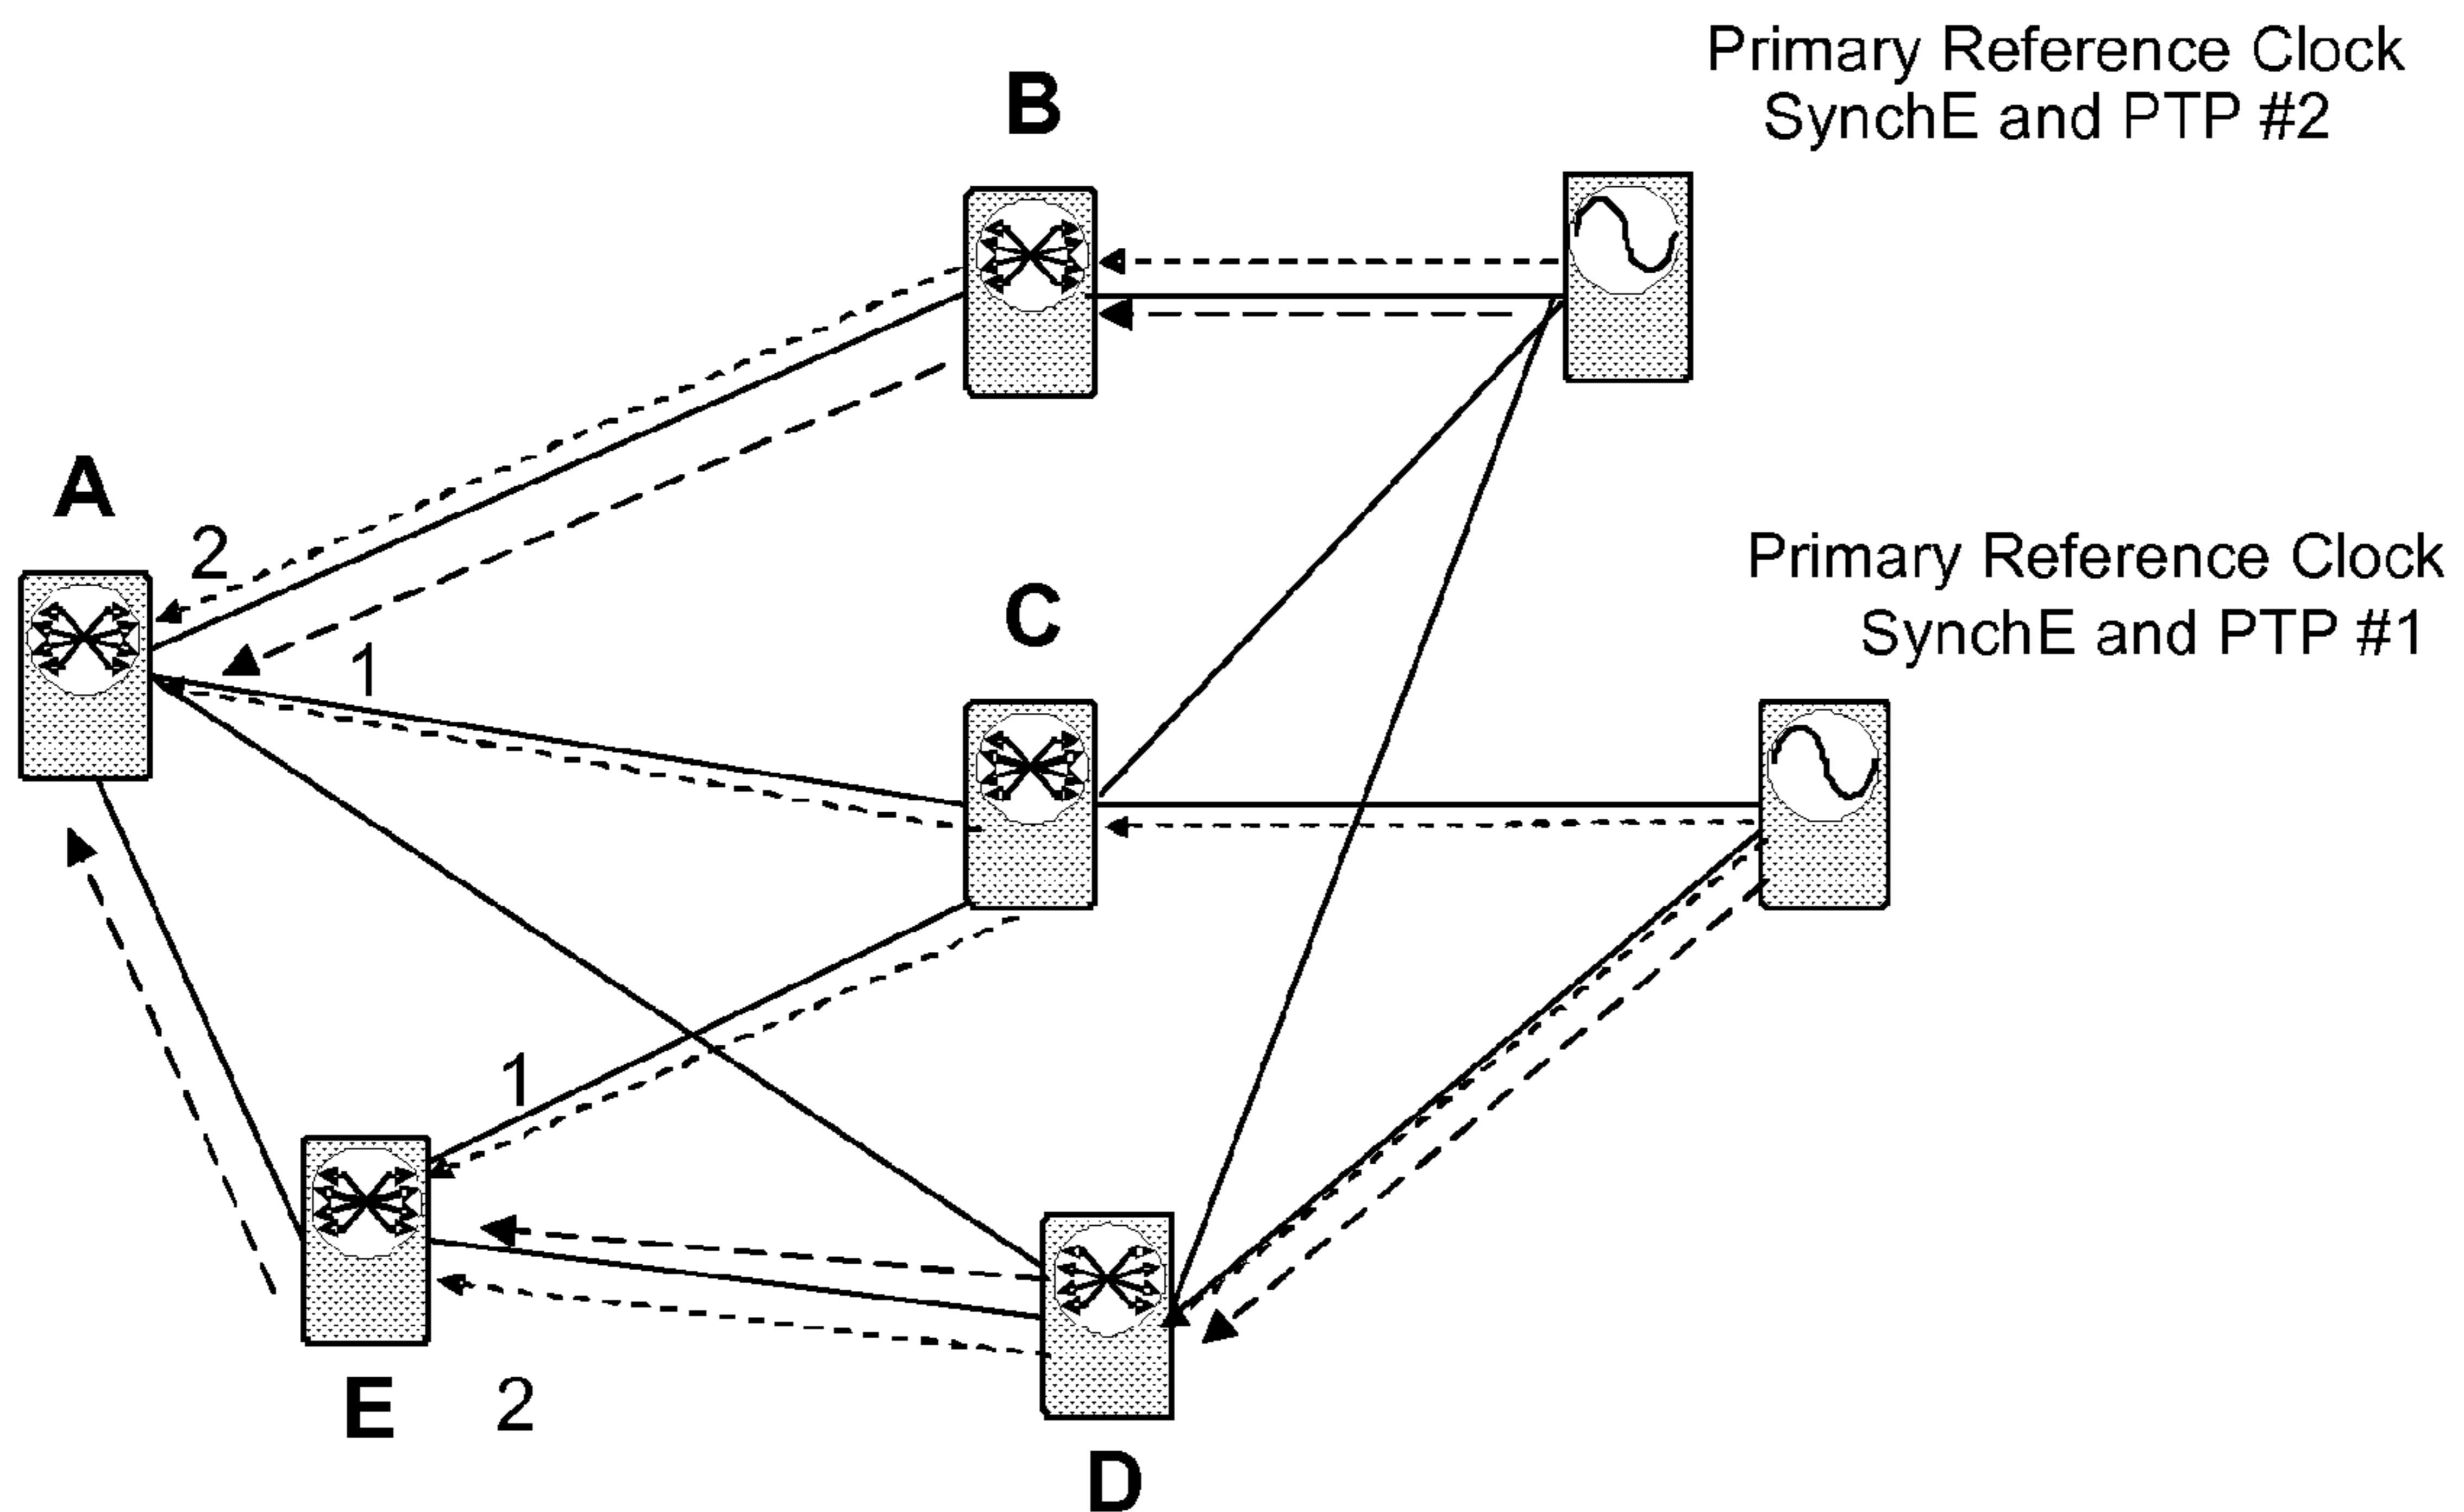 Primary Reference Clock
SynchE and PTP #2
B
A
2
Primary Reference Clock
SynchE and PTP #1
C
1
1
E
2
D